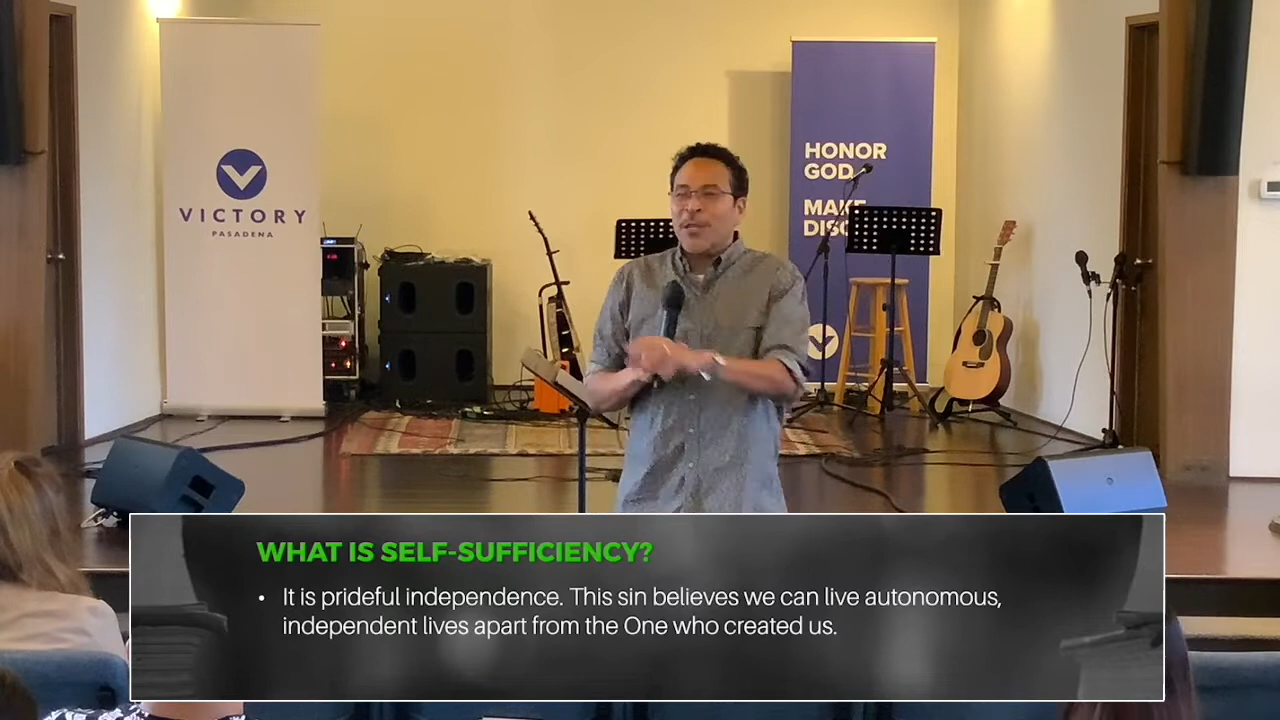 VICTORY
PASADENA
HONOR
GOD
MAKE
WHAT IS SELF-SUFFICIENCY?
• It is prideful independence. This sin believes we can live autonomous,
independent lives apart from the One who created us.